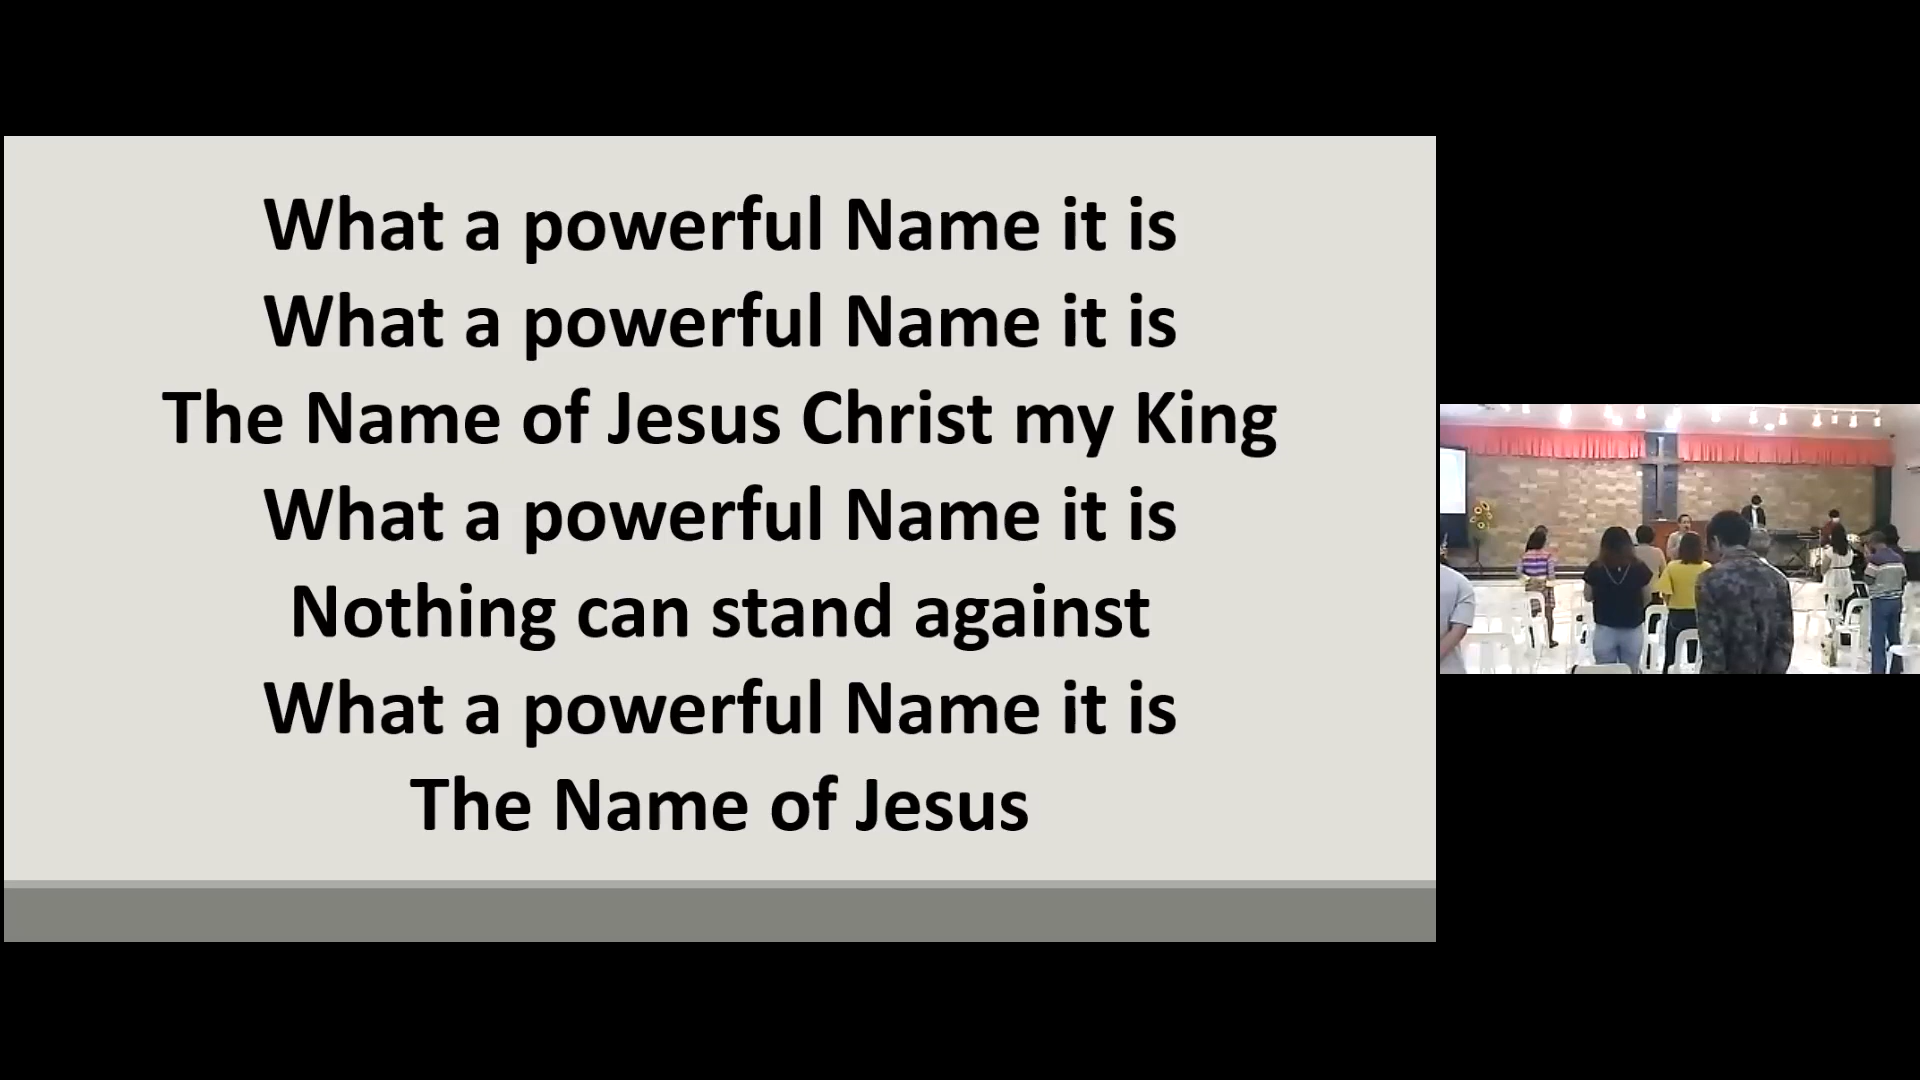 What a powerful Name it is
What a powerful Name it is
The Name of Jesus Christ my King
What a powerful Name it is
Nothing can stand against
What a powerful Name it is
The Name of Jesus